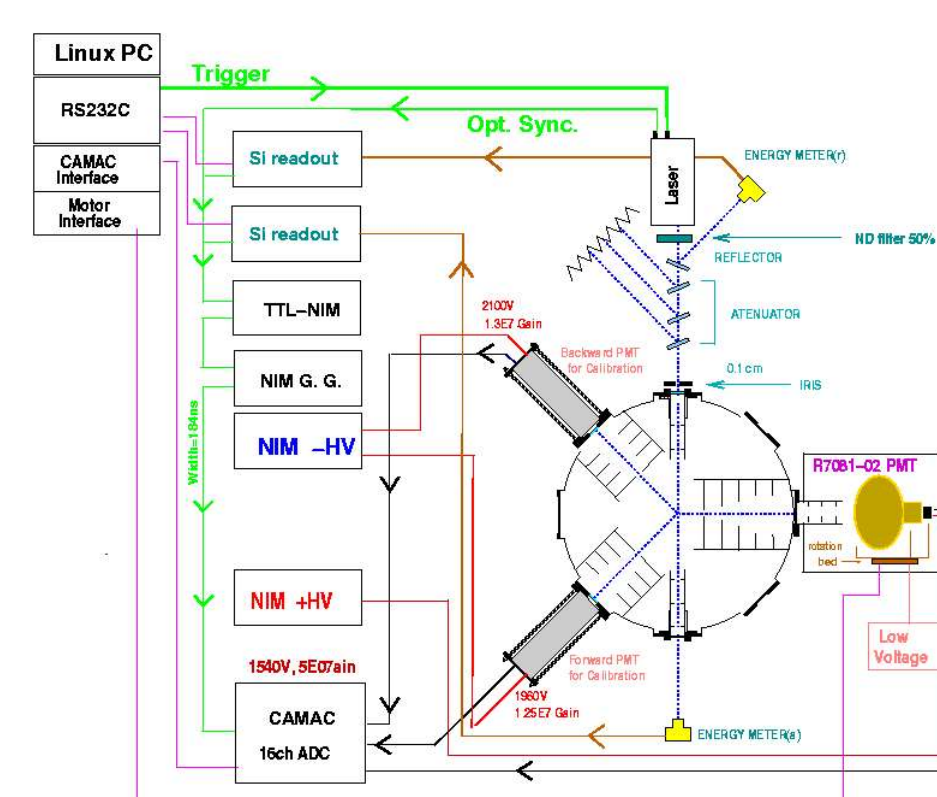 Linux PC
Trigger
RS232C
Opt. Sync.
Si readout
ENERGY METER(r)
CAMAC
Interface
Laser
Motor
Interface
Si readout
ND filter 50%
REFLECTOR
TTL-NIM
2100V
1.3E7 Gain
ATENUATOR
Backward PMT
for Calibration
NIM G. G.
0.1 cm
IRIS
Width=184ns
NIM -HV
R7081-02 PMT
rotation
bed
NIM +HV
Low
Voltage
1540V, 5E07ain
Forward PMT
for Calibration
1960V
1.25E7 Gain
CAMAC
16ch ADC
ENERGY METER(a)